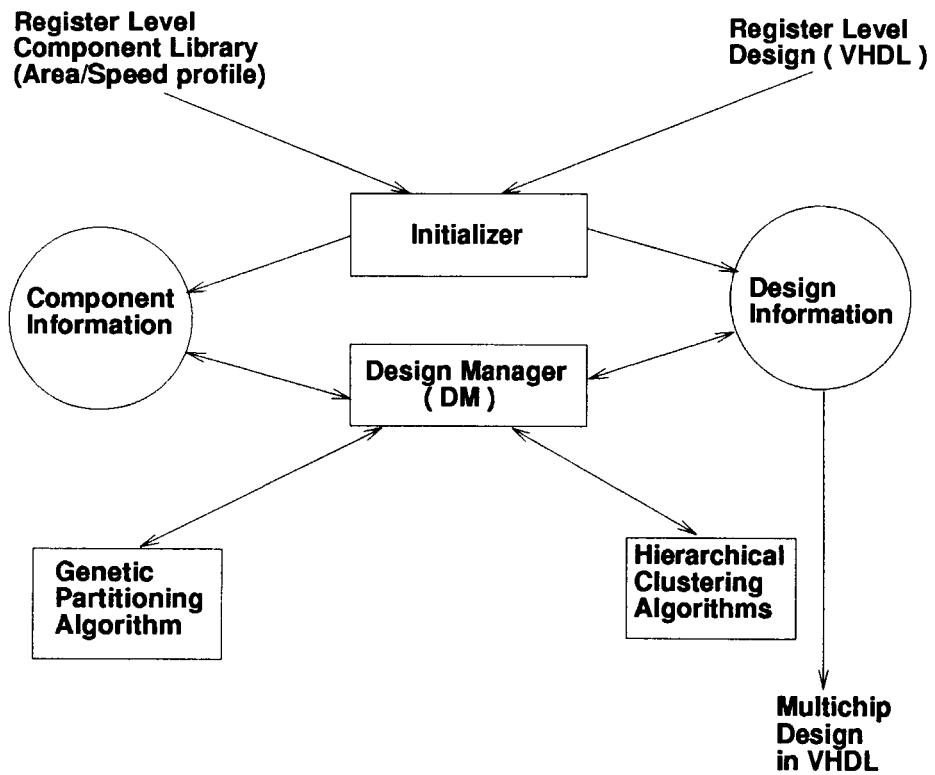 Register Level
Component Library
(Area/Speed profile)
Register Level
Design ( VHDL )
Initializer
Component
Information
Design
Information
Design Manager
( DM )
Genetic
Partitioning
Algorithm
Hierarchical
Clustering
Algorithms
Multichip
Design
in VHDL